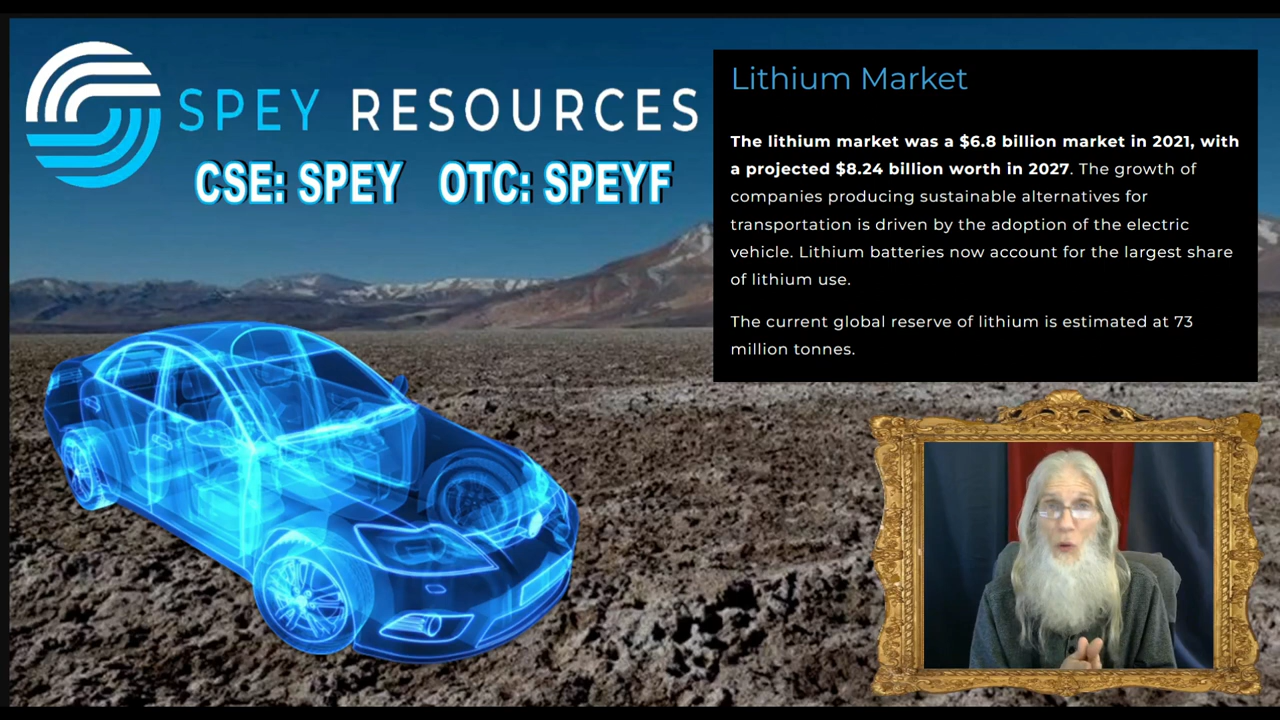 SPEY RESOURCES
CSE: SPEY OTC: SPEYF
Lithium Market
The lithium market was a $6.8 billion market in 2021, with
a projected $8.24 billion worth in 2027. The growth of
companies producing sustainable alternatives for
transportation is driven by the adoption of the electric
vehicle. Lithium batteries now account for the largest share
of lithium use.
The current global reserve of lithium is estimated at 73
million tonnes.